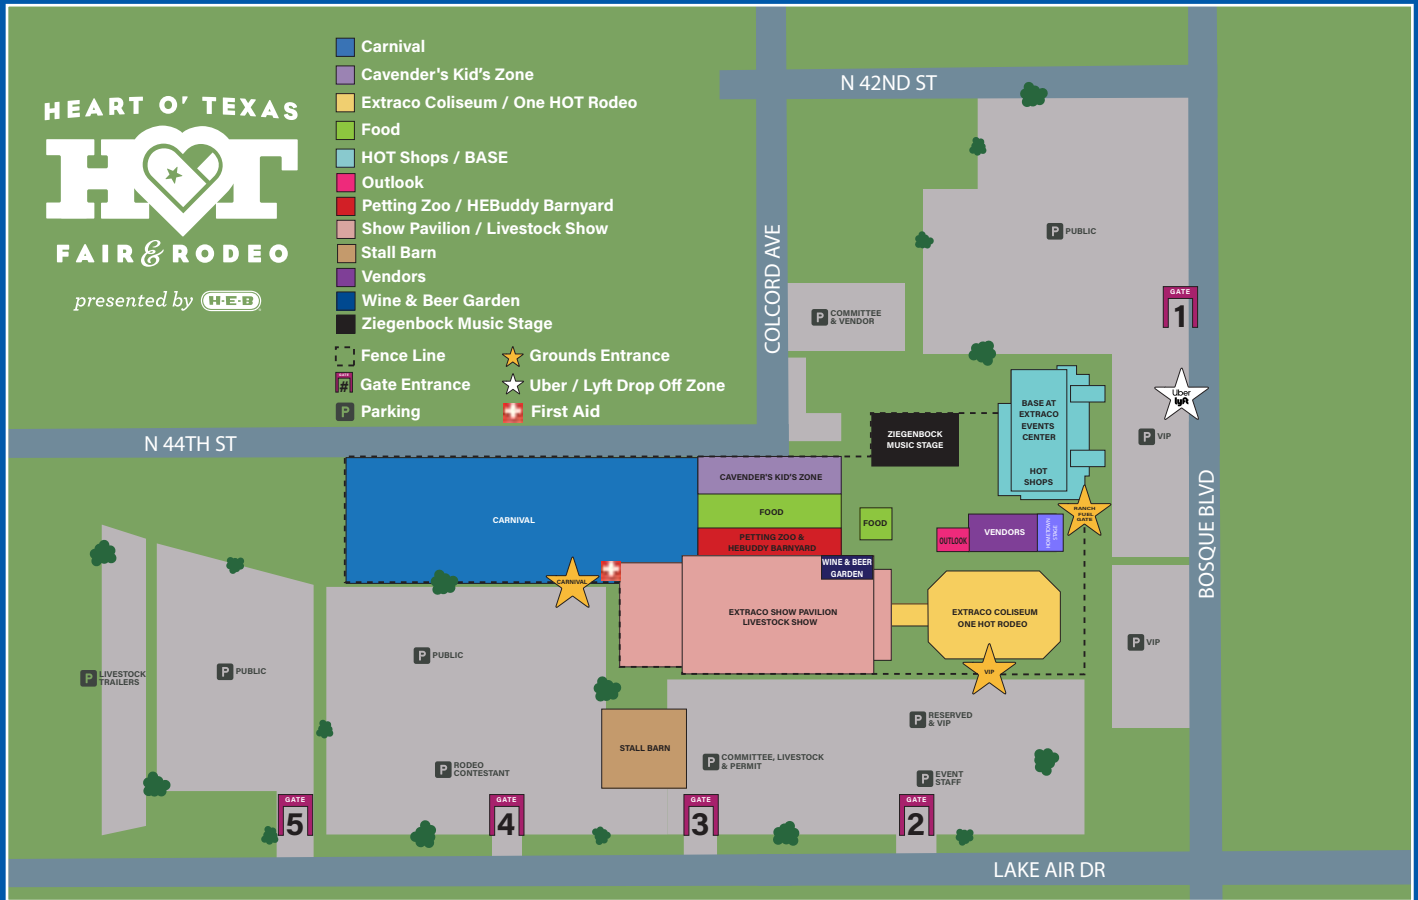 HEART O' TEXAS
HOT
FAIR & RODEO
presented by H-E-B
Carnival
Cavender's Kid's Zone
Extraco Coliseum / One HOT Rodeo
Food
HOT Shops / BASE
Outlook
Petting Zoo / HEBuddy Barnyard
Show Pavilion / Livestock Show
Stall Barn
Vendors
Wine & Beer Garden
Ziegenbock Music Stage
Fence Line
Grounds Entrance
GATE
#
Gate Entrance
Uber / Lyft Drop Off Zone
P Parking
First Aid
N 42ND ST
COLCORD AVE
N 44TH ST
BOSQUE BLVD
LAKE AIR DR
P PUBLIC
GATE
1
P COMMITTEE
& VENDOR
Uber
lyft
P VIP
ZIEGENBOCK
MUSIC STAGE
BASE AT
EXTRACO
EVENTS
CENTER
HOT
SHOPS
CARNIVAL
CAVENDER'S KID'S ZONE
FOOD
PETTING ZOO &
HEBUDDY BARNYARD
FOOD
OUTLOOK
VENDORS
HOMETOWN
STAGE
RANCH
FUEL
GATE
WINE & BEER
GARDEN
CARNIVAL
EXTRACO SHOW PAVILION
LIVESTOCK SHOW
EXTRACO COLISEUM
ONE HOT RODEO
VIP
P VIP
P LIVESTOCK
TRAILERS
P PUBLIC
P PUBLIC
P RESERVED
& VIP
STALL BARN
P COMMITTEE, LIVESTOCK
& PERMIT
P RODEO
CONTESTANT
P EVENT
STAFF
GATE
5
GATE
4
GATE
3
GATE
2